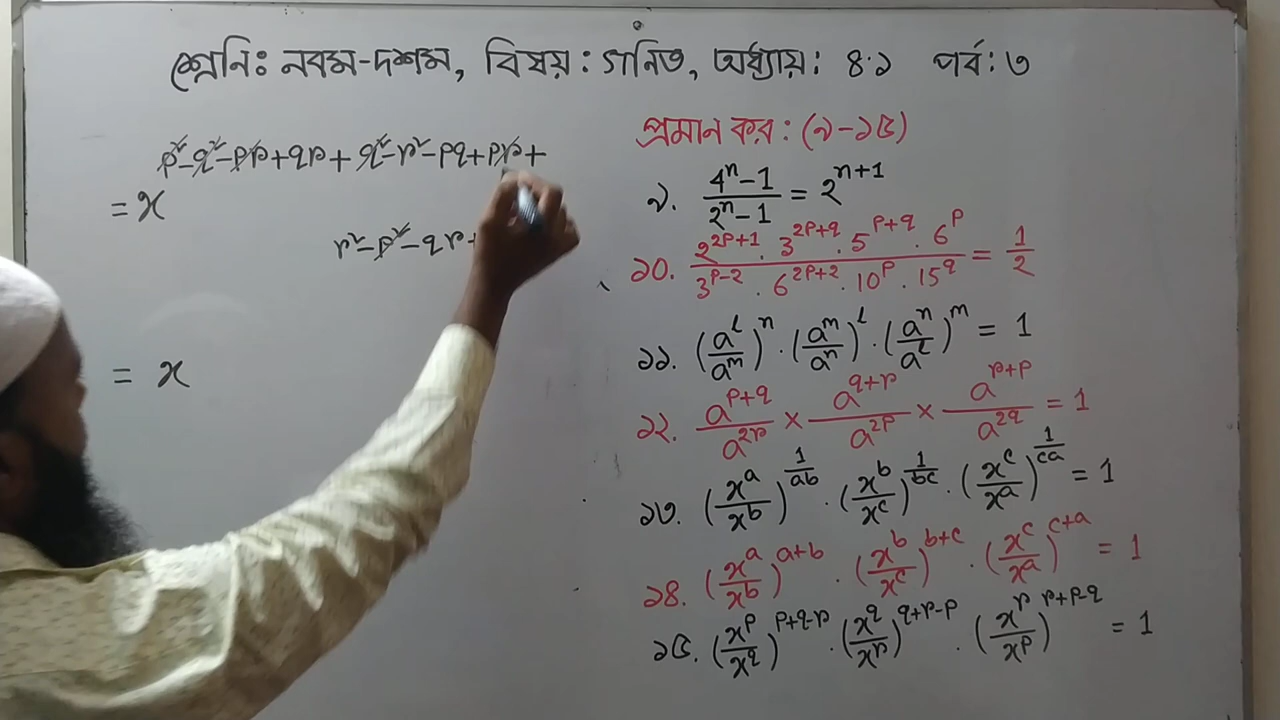 শ্রেনিঃ নবম-দশম, বিষয়: গনিত, অধ্যায়: ৪.১ পর্ব: ৩
p²-q²-pr+qr+q²-r²-pq+pr+
= x
r²-p²-qr+
= x
প্রমান কর: (৯-১৫)
৯. (4^n-1)/(2^n-1) = 2^(n+1)
১০. (2^(2p+1) . 3^(2p+q) . 5^(p+q) . 6^p)/(3^(p-2) . 6^(2p+2) . 10^p . 15^q) = 1/2
১১. (a^l/a^m)^n . (a^m/a^n)^l . (a^n/a^l)^m = 1
১২. a^(p+q)/a^(2r) × a^(q+r)/a^(2p) × a^(r+p)/a^(2q) = 1
১৩. (x^a/x^b)^(1/ab) . (x^b/x^c)^(1/bc) . (x^c/x^a)^(1/ca) = 1
১৪. (x^a/x^b)^(a+b) . (x^b/x^c)^(b+c) . (x^c/x^a)^(c+a) = 1
১৫. (x^p/x^q)^(p+q-r) . (x^q/x^r)^(q+r-p) . (x^r/x^p)^(r+p-q) = 1